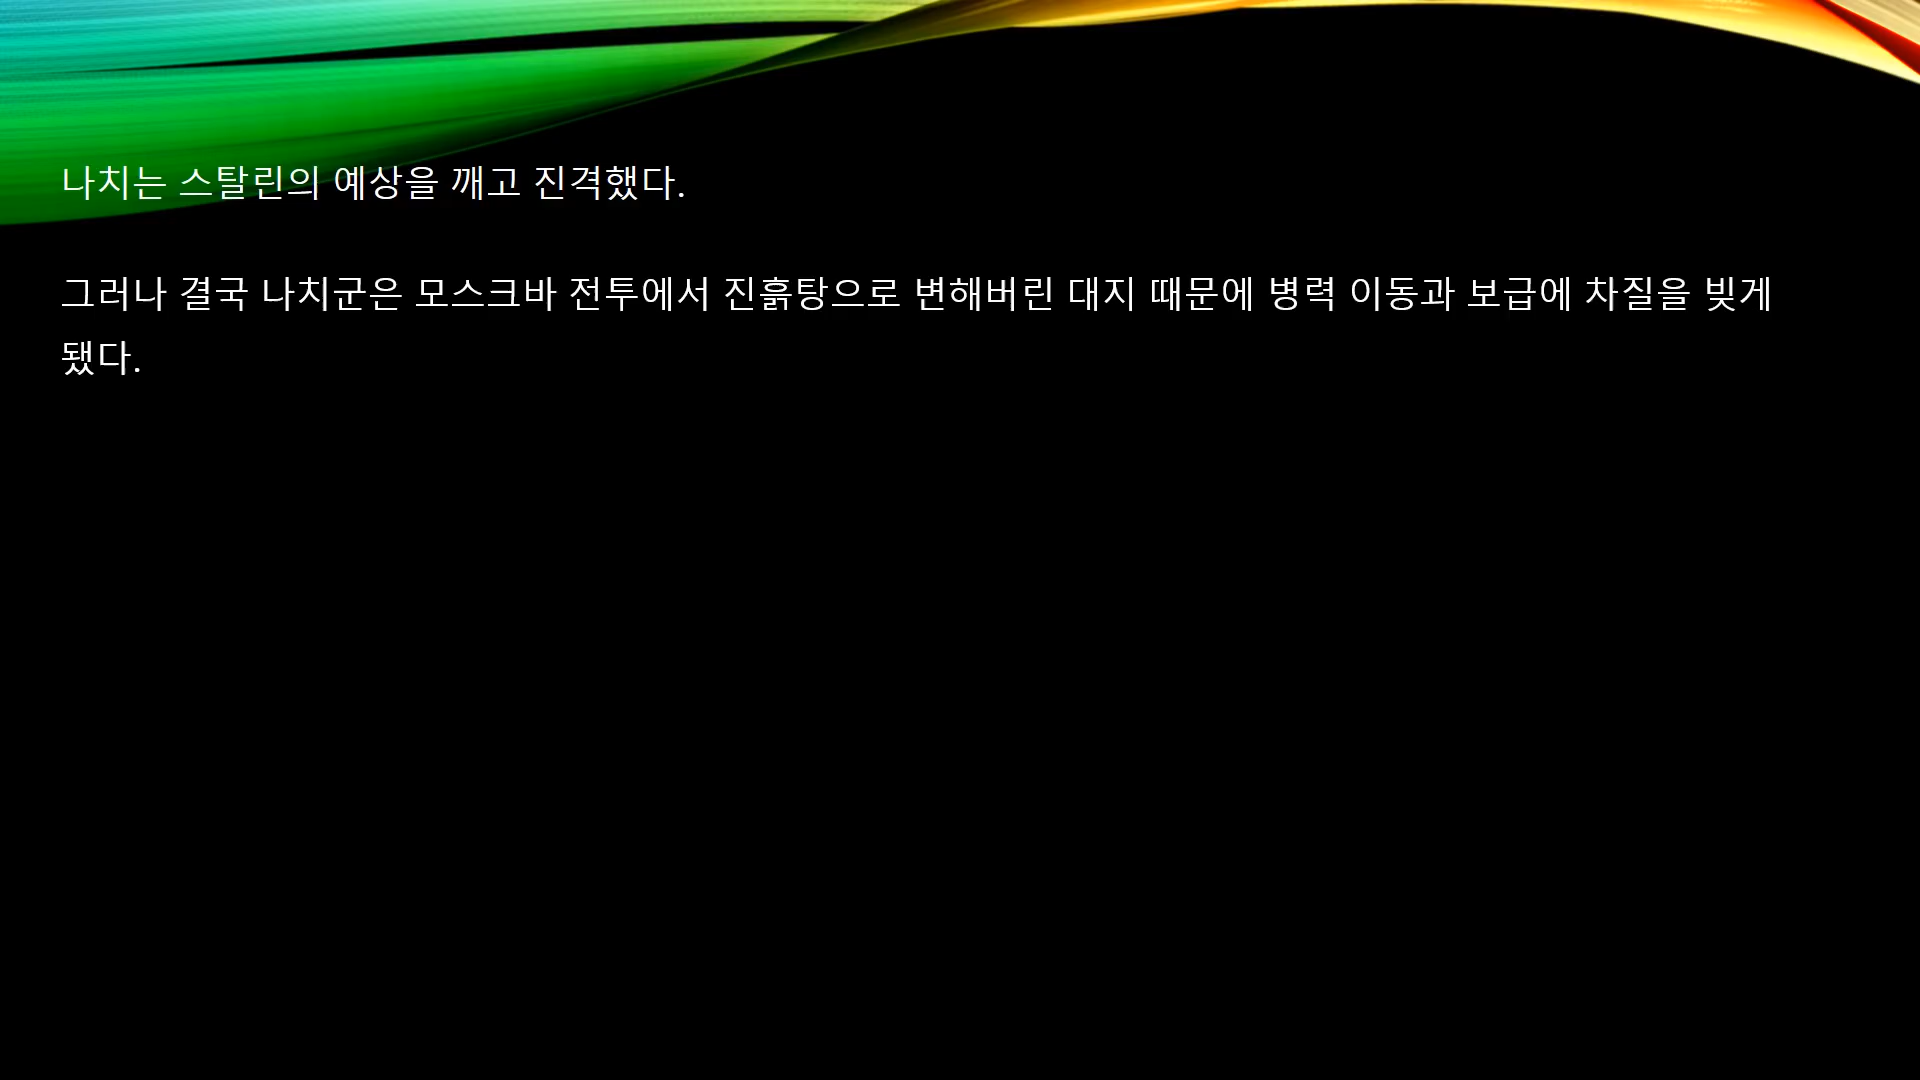 나치는 스탈린의 예상을 깨고 진격했다.
그러나 결국 나치군은 모스크바 전투에서 진흙탕으로 변해버린 대지 때문에 병력 이동과 보급에 차질을 빚게
됐다.